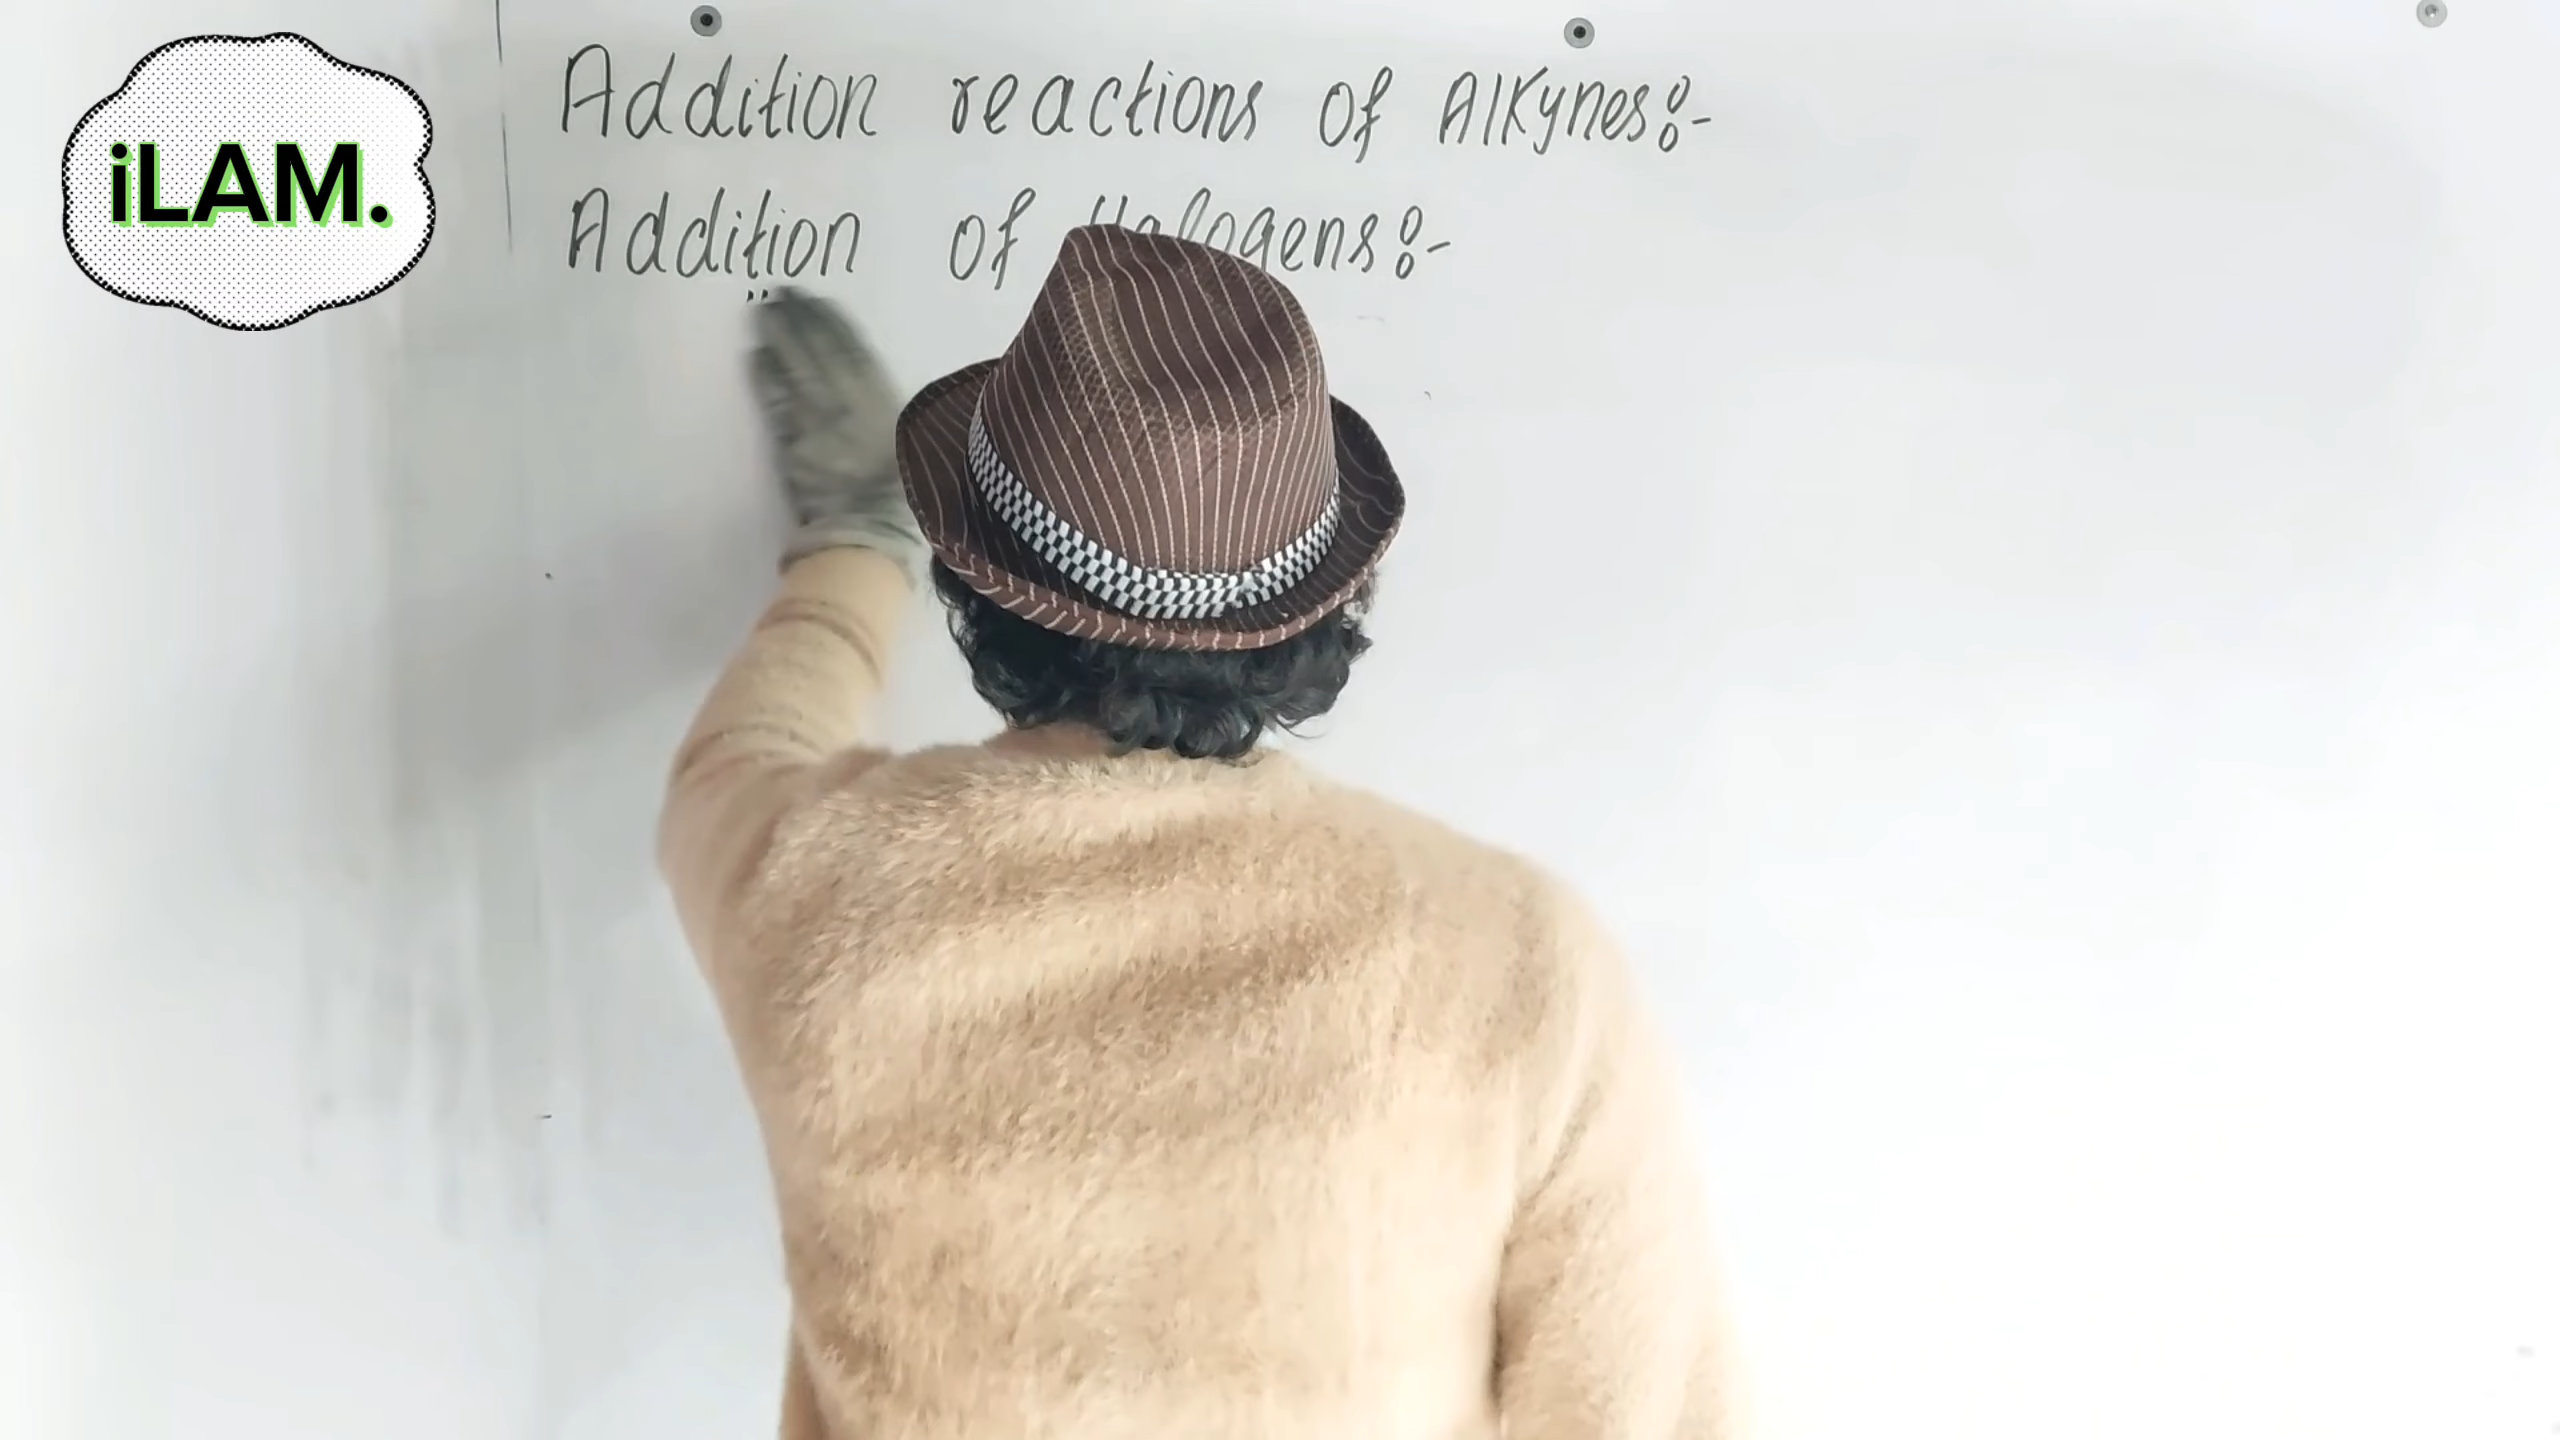 iLAM.
Addition reactions of Alkynes:-
Addition of Halogens:-